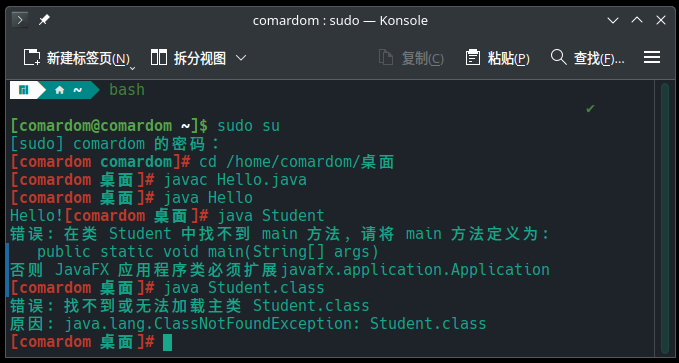 comardom : sudo — Konsole
新建标签页(N) 拆分视图 复制(C) 粘贴(P) 查找(F)...
~ bash
✔
[comardom@comardom ~]$ sudo su
[sudo] comardom 的密码：
[comardom comardom]# cd /home/comardom/桌面
[comardom 桌面]# javac Hello.java
[comardom 桌面]# java Hello
Hello![comardom 桌面]# java Student
错误: 在类 Student 中找不到 main 方法, 请将 main 方法定义为:
public static void main(String[] args)
否则 JavaFX 应用程序类必须扩展javafx.application.Application
[comardom 桌面]# java Student.class
错误: 找不到或无法加载主类 Student.class
原因: java.lang.ClassNotFoundException: Student.class
[comardom 桌面]#